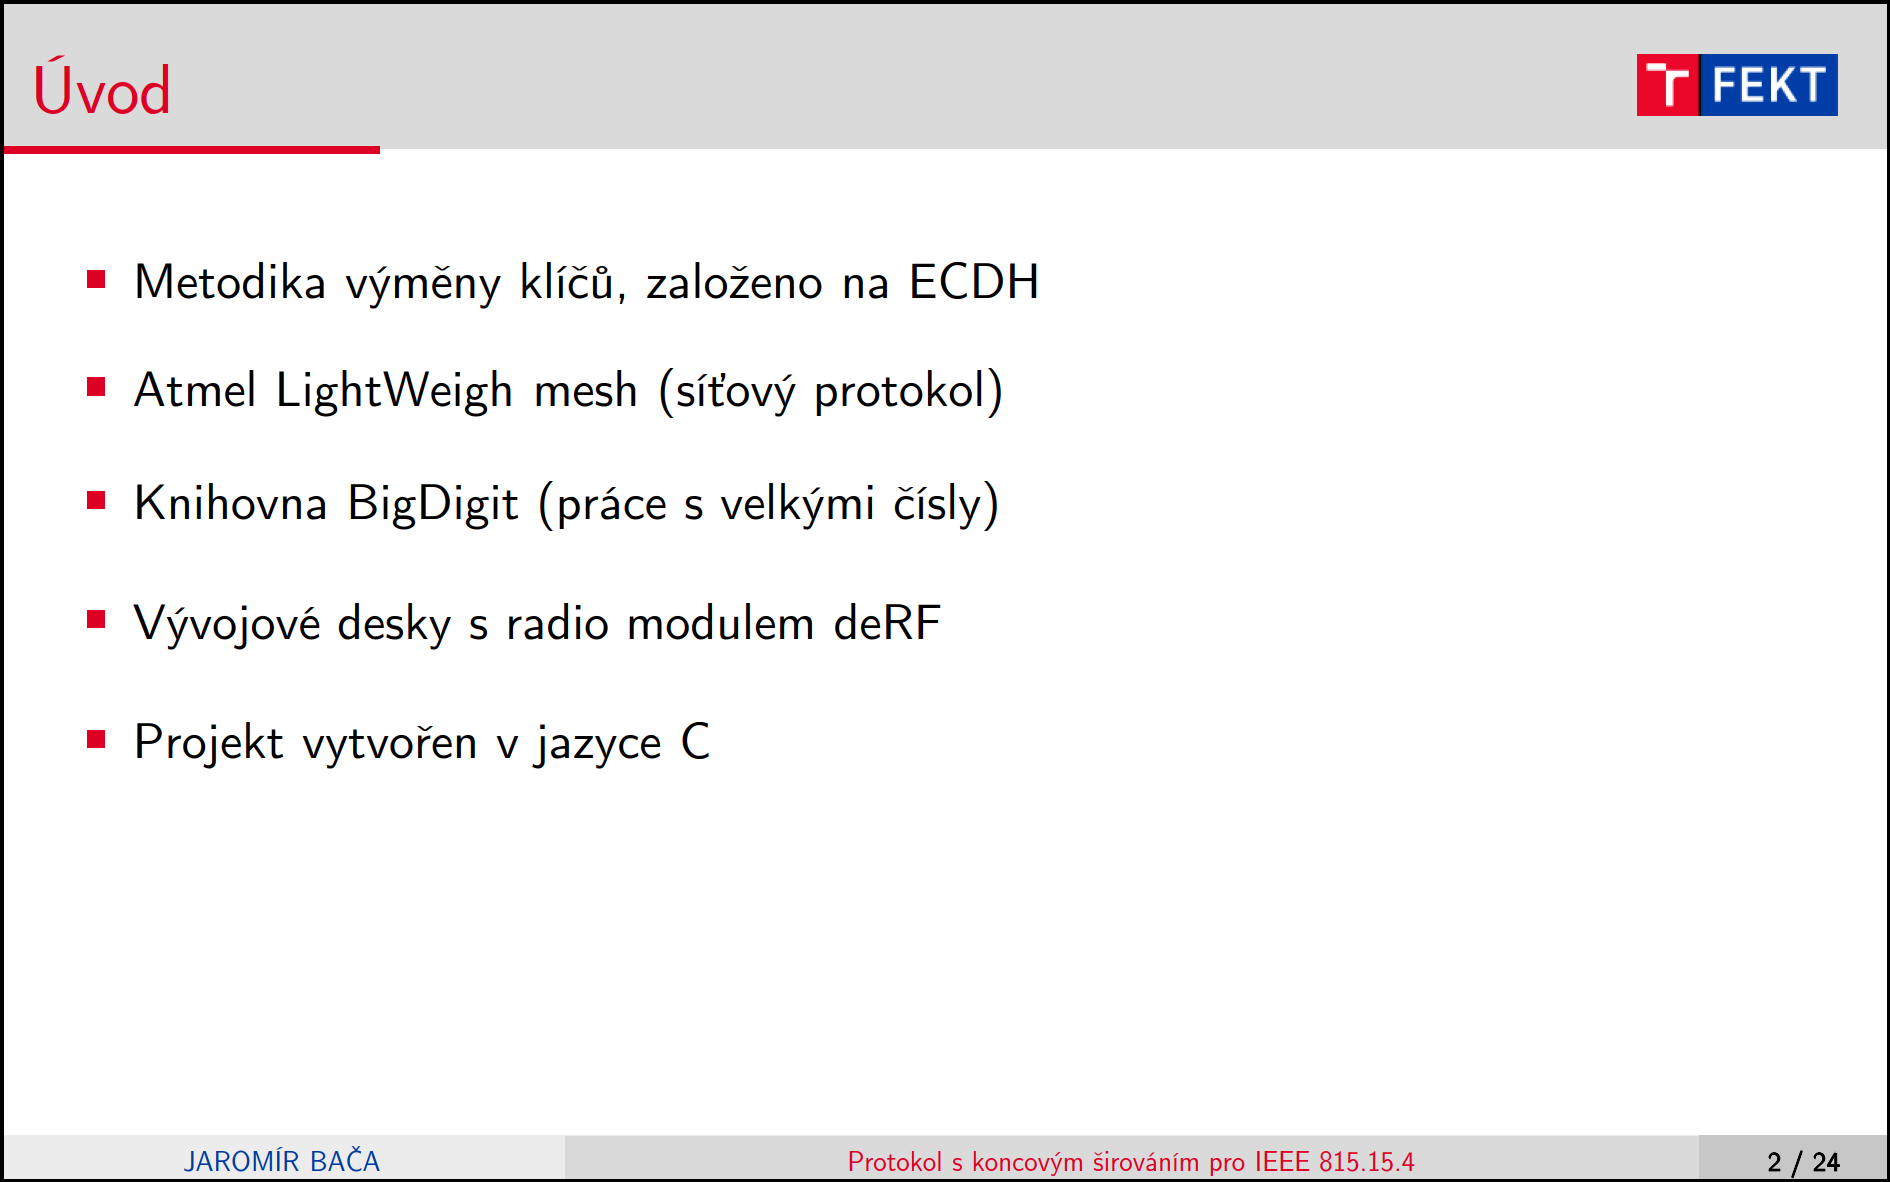 Úvod
T FEKT
Metodika výměny klíčů, založeno na ECDH
Atmel LightWeigh mesh (síťový protokol)
Knihovna BigDigit (práce s velkými čísly)
Vývojové desky s radio modulem deRF
Projekt vytvořen v jazyce C
JAROMÍR BAČA
Protokol s koncovým širováním pro IEEE 815.15.4
2 / 24